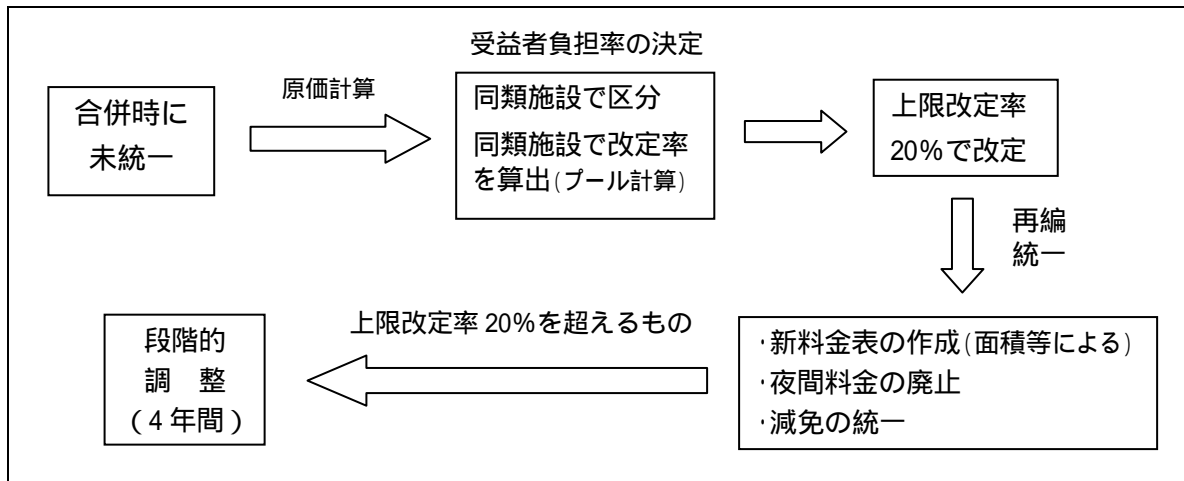 合併時に
未統一
原価計算
受益者負担率の決定
同類施設で区分
同類施設で改定率
を算出(プール計算)
上限改定率
20%で改定
再編
統一
・新料金表の作成(面積等による)
・夜間料金の廃止
・減免の統一
上限改定率 20%を超えるもの
段階的
調　整
(4年間)